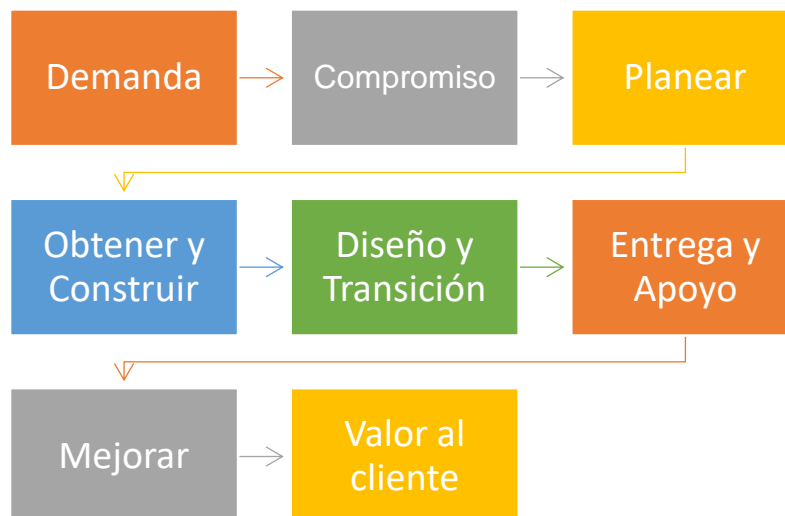 Demanda
Compromiso
Planear
Obtener y
Construir
Diseño y
Transición
Entrega y
Apoyo
Mejorar
Valor al
cliente